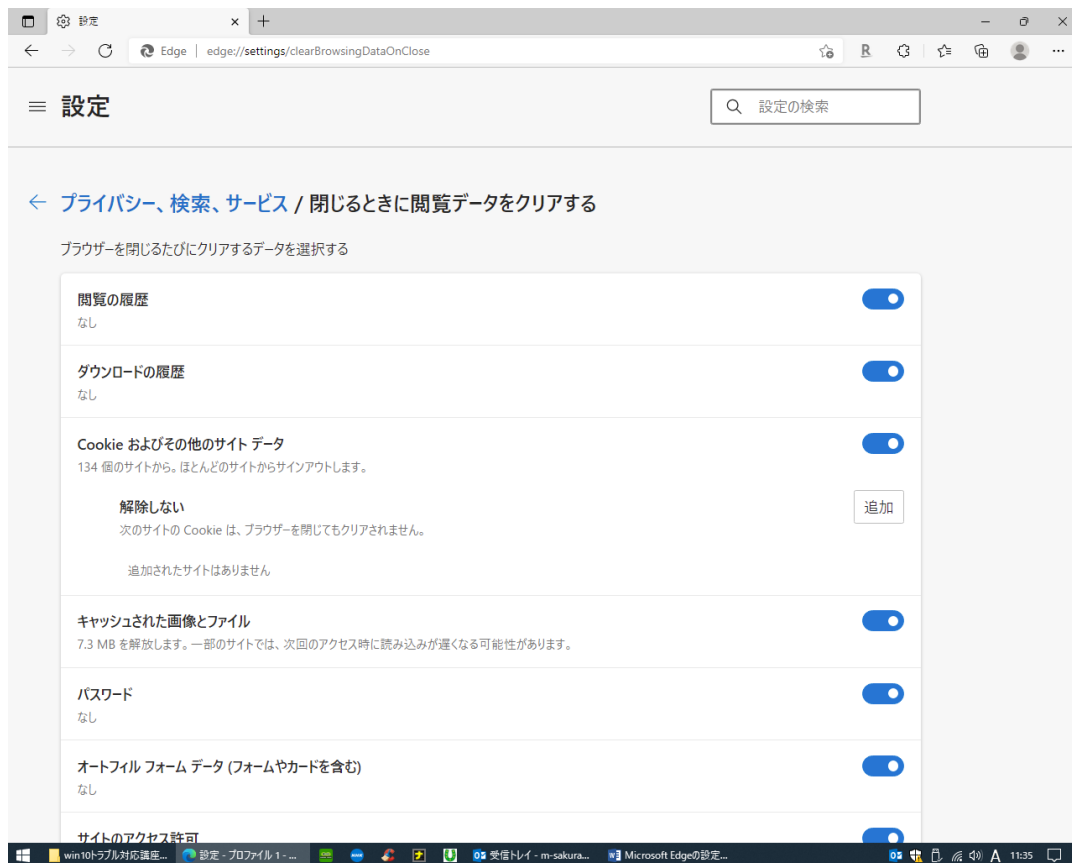 設定
Edge edge://settings/clearBrowsingDataOnClose
設定
設定の検索
プライバシー、検索、サービス / 閉じるときに閲覧データをクリアする
ブラウザーを閉じるたびにクリアするデータを選択する
閲覧の履歴
なし
ダウンロードの履歴
なし
Cookie およびその他のサイト データ
134 個のサイトから。ほとんどのサイトからサインアウトします。
解除しない
追加
次のサイトの Cookie は、ブラウザーを閉じてもクリアされません。
追加されたサイトはありません
キャッシュされた画像とファイル
7.3 MB を解放します。一部のサイトでは、次回のアクセス時に読み込みが遅くなる可能性があります。
パスワード
なし
オートフィル フォーム データ (フォームやカードを含む)
なし
サイトのアクセス許可
win10トラブル対応講座... 設定 - プロファイル 1 - ... 受信トレイ - m-sakura... Microsoft Edgeの設定... A 11:35